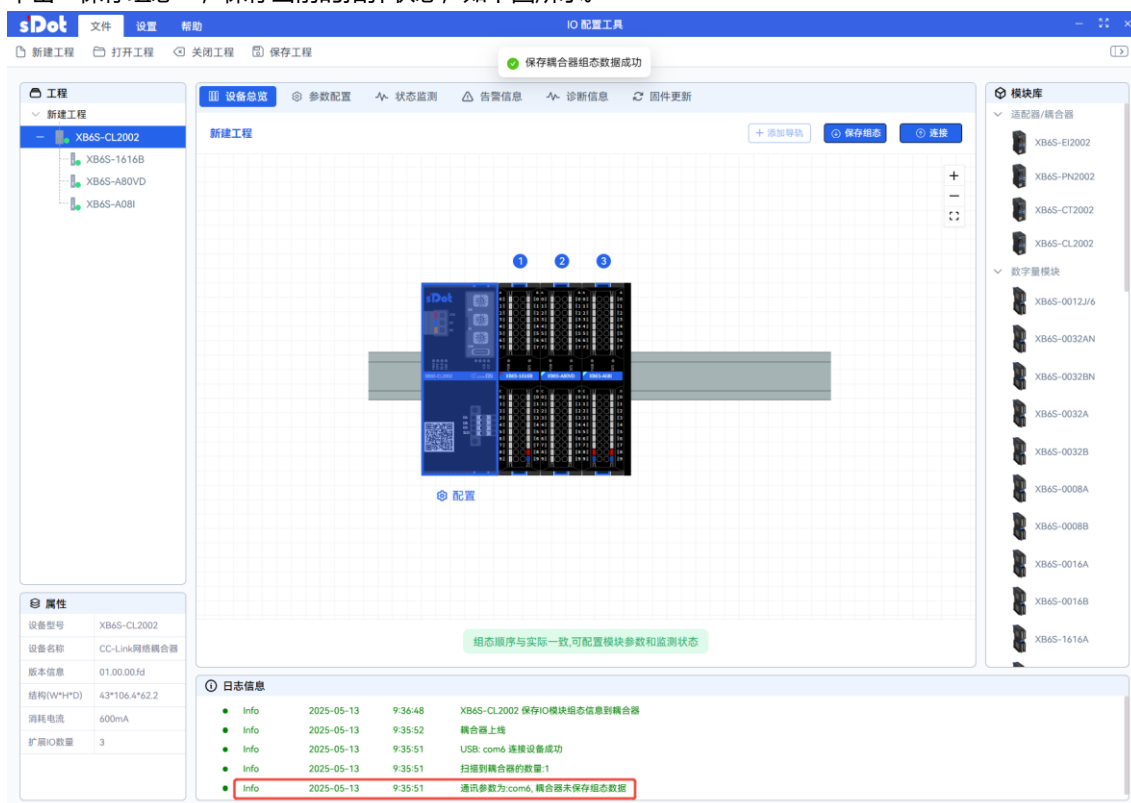 sDot 文件 设置 帮助 IO 配置工具
新建工程 打开工程 关闭工程 保存工程
保存耦合器组态数据成功
工程
新建工程
XB6S-CL2002
XB6S-1616B
XB6S-A80VD
XB6S-A08I
设备总览 参数配置 状态监测 告警信息 诊断信息 固件更新
新建工程 + 添加导轨 保存组态 连接
1 2 3
sDot
配置
组态顺序与实际一致,可配置模块参数和监测状态
模块库
适配器/耦合器
XB6S-EI2002
XB6S-PN2002
XB6S-CT2002
XB6S-CL2002
数字量模块
XB6S-0012J/6
XB6S-0032AN
XB6S-0032BN
XB6S-0032A
XB6S-0032B
XB6S-0008A
XB6S-0008B
XB6S-0016A
XB6S-0016B
XB6S-1616A
属性
设备型号 XB6S-CL2002
设备名称 CC-Link网络耦合器
版本信息 01.00.00.fd
结构(W*H*D) 43*106.4*62.2
消耗电流 600mA
扩展IO数量 3
日志信息
Info 2025-05-13 9:36:48 XB6S-CL2002 保存IO模块组态信息到耦合器
Info 2025-05-13 9:35:52 耦合器上线
Info 2025-05-13 9:35:51 USB: com6 连接设备成功
Info 2025-05-13 9:35:51 扫描到耦合器的数量:1
Info 2025-05-13 9:35:51 通讯参数为:com6, 耦合器未保存组态数据